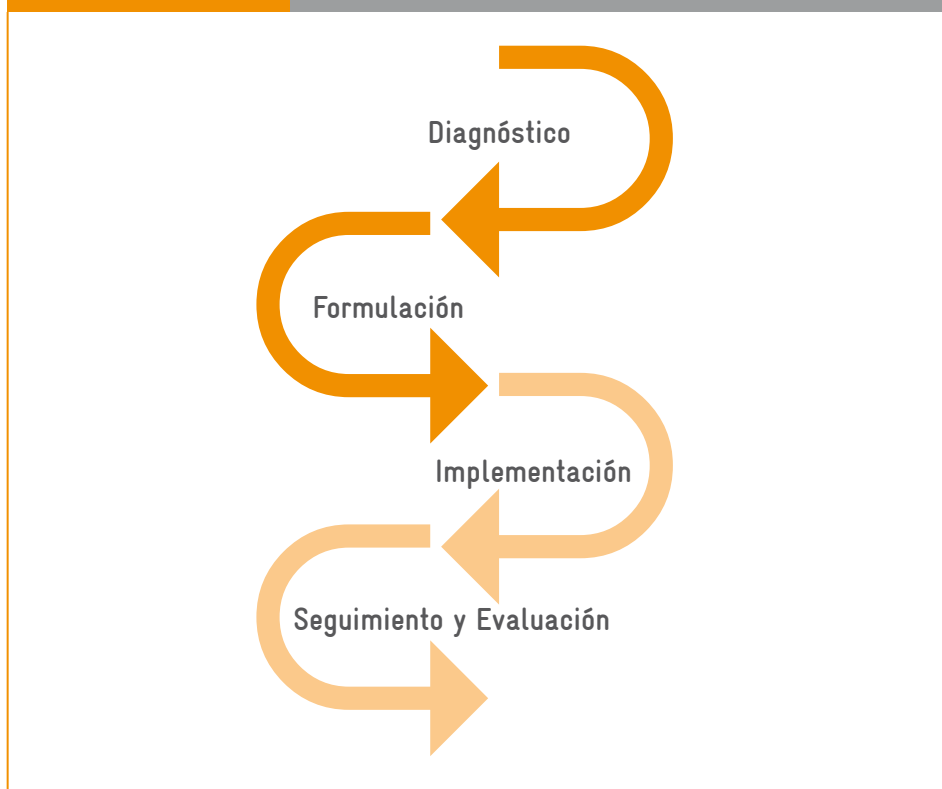 Diagnóstico
Formulación
Implementación
Seguimiento y Evaluación